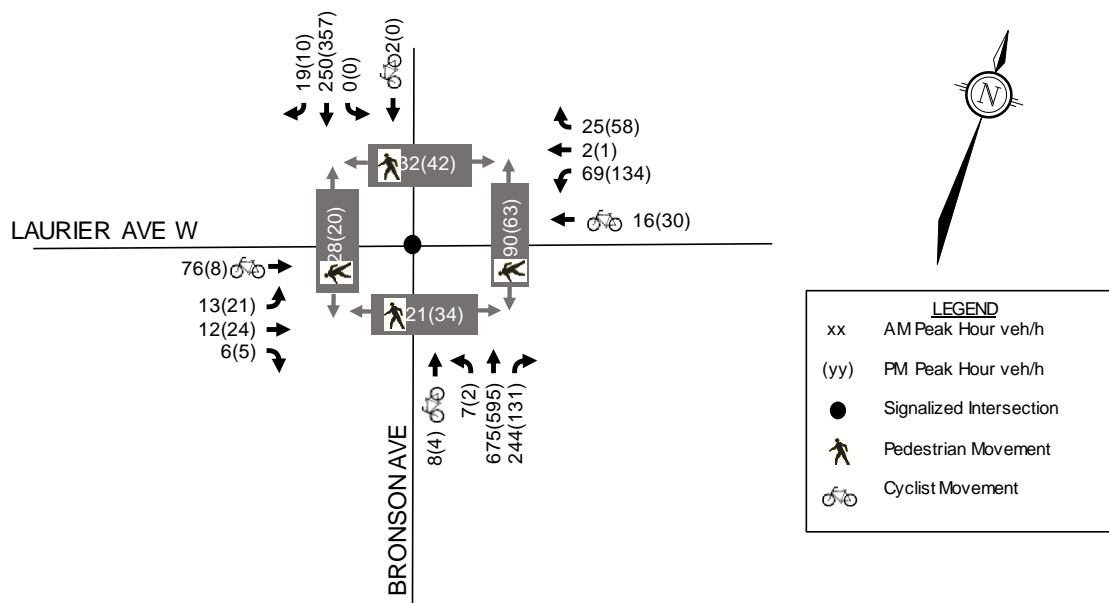 19(10)
250(357)
0(0)
2(0)
25(58)
2(1)
69(134)
16(30)
32(42)
28(20)
90(63)
21(34)
LAURIER AVE W
76(8)
13(21)
12(24)
6(5)
8(4)
7(2)
675(595)
244(131)
BRONSON AVE
N
LEGEND
xx AM Peak Hour veh/h
(yy) PM Peak Hour veh/h
Signalized Intersection
Pedestrian Movement
Cyclist Movement